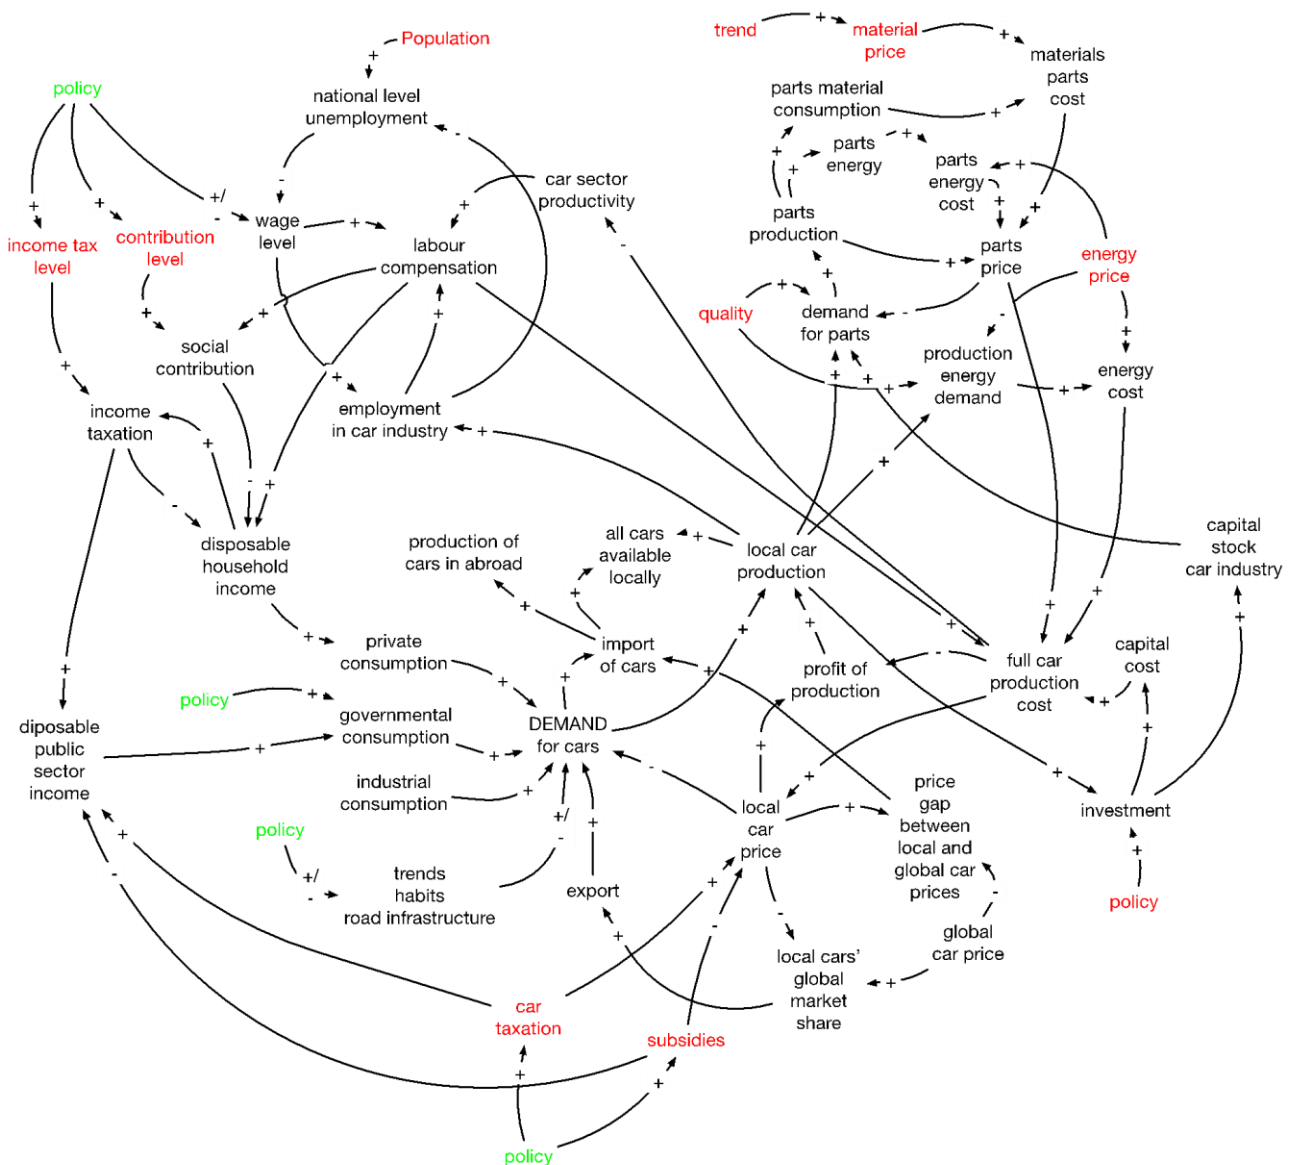 trend
material
price
Population
materials
parts
cost
policy
national level
unemployment
parts material
consumption
parts
energy
parts
energy
cost
car sector
productivity
wage
level
income tax
level
contribution
level
labour
compensation
parts
production
parts
price
energy
price
quality
demand
for parts
social
contribution
production
energy
demand
energy
cost
income
taxation
employment
in car industry
disposable
household
income
production of
cars in abroad
all cars
available
locally
local car
production
capital
stock
car industry
private
consumption
import
of cars
profit of
production
full car
production
cost
capital
cost
policy
governmental
consumption
DEMAND
for cars
diposable
public
sector
income
industrial
consumption
local
car
price
price
gap
between
local and
global car
prices
investment
policy
trends
habits
road infrastructure
export
policy
global
car price
local cars'
global
market
share
car
taxation
subsidies
policy
+
+
+
+
+
+
+
-
-
+
+
+
+/
-
+
+
+
+
+
-
+
+
+
+
-
-
+
+
+
+
+
+
+
+
+
+
+
-
+
-
+
+
+
+
+
+
+
+
-
+
+
+
+
+
+
+
+
-
+
+
+
+
+
-
+
+
+
+/
-
+
+/
-
+
-
-
+
-
+
-
+
+
+